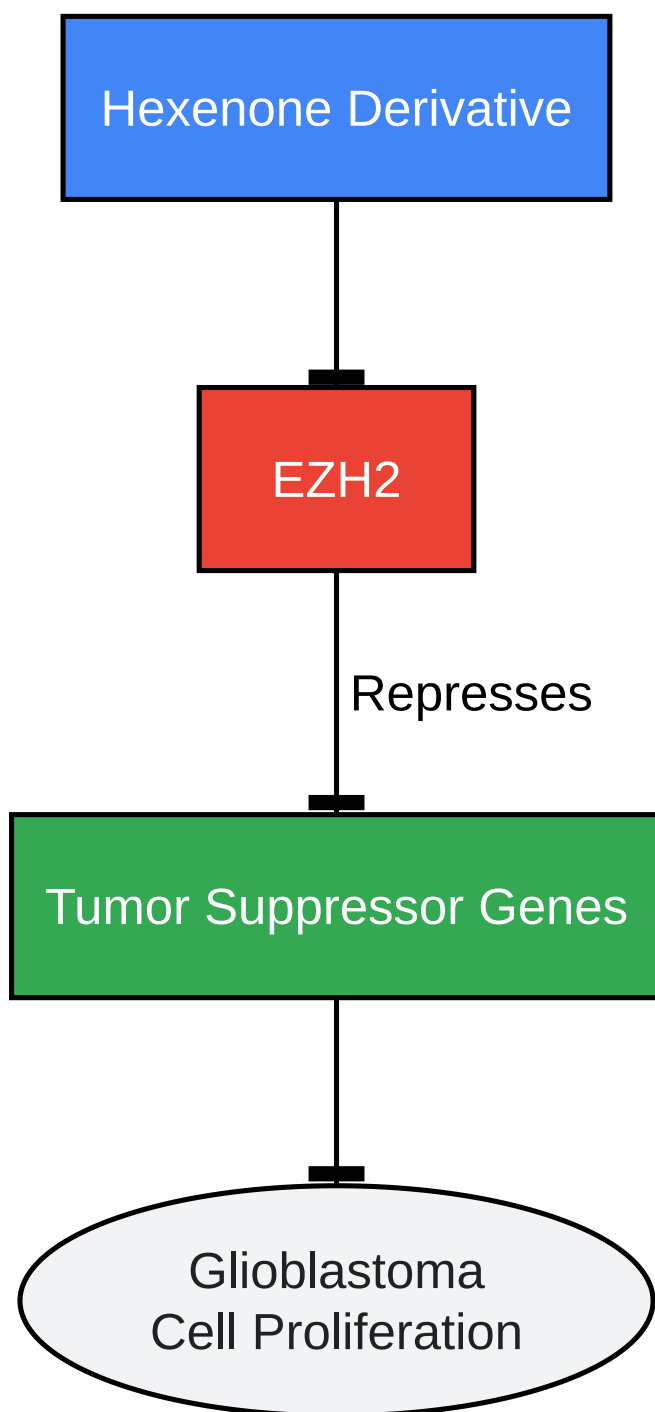 Hexenone Derivative
EZH2
Represses
Tumor Suppressor Genes
Glioblastoma
Cell Proliferation